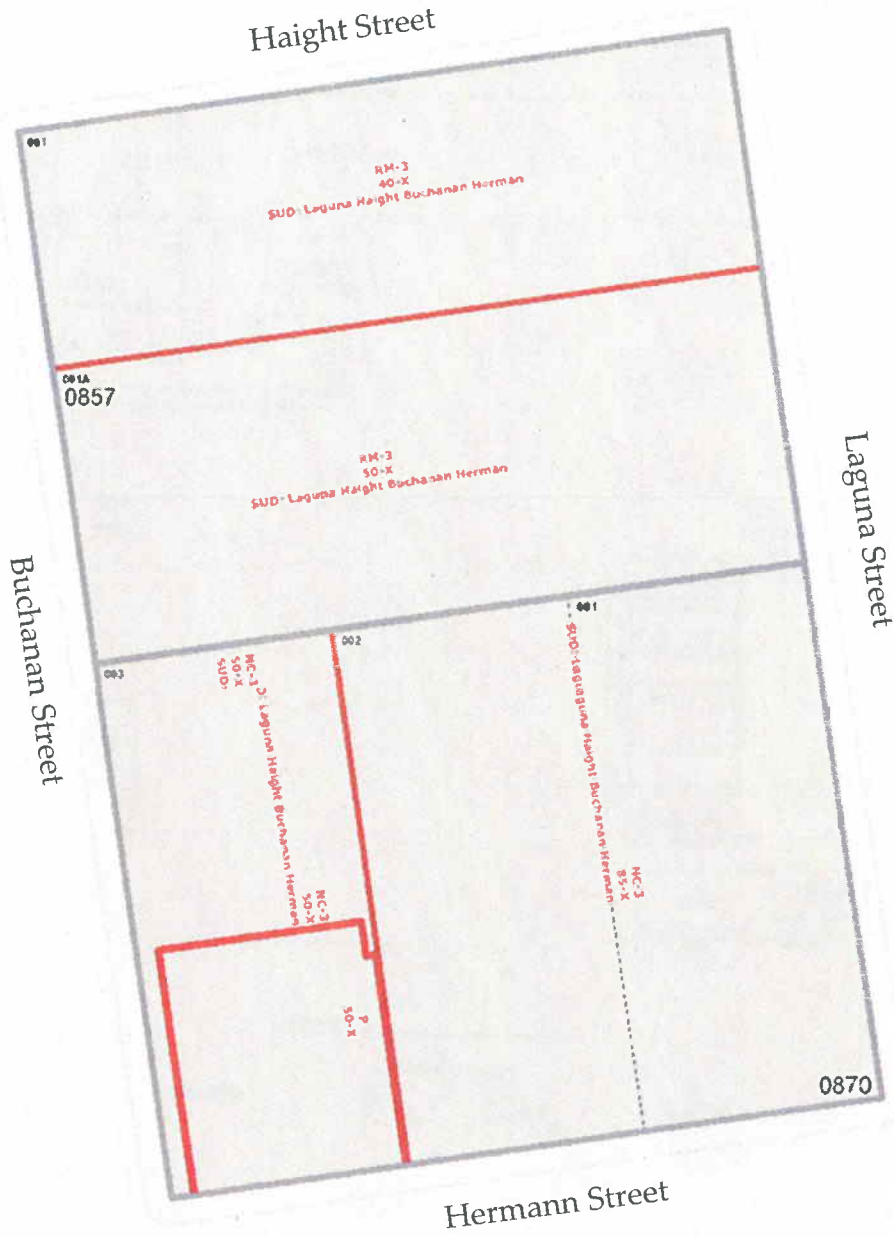 Haight Street
001
RM-3
40-X
SUD: Laguna Haight Buchanan Herman
001A
0857
RM-3
50-X
SUD: Laguna Haight Buchanan Herman
Laguna Street
Buchanan Street
003
002
001
NC-3
50-X
SUD:
D: Laguna Haight Buchanan Herman
NC-3
50-X
SUD: Laglaguna Haight Buchanan Herman
NC-3
85-X
P
50-X
0870
Hermann Street